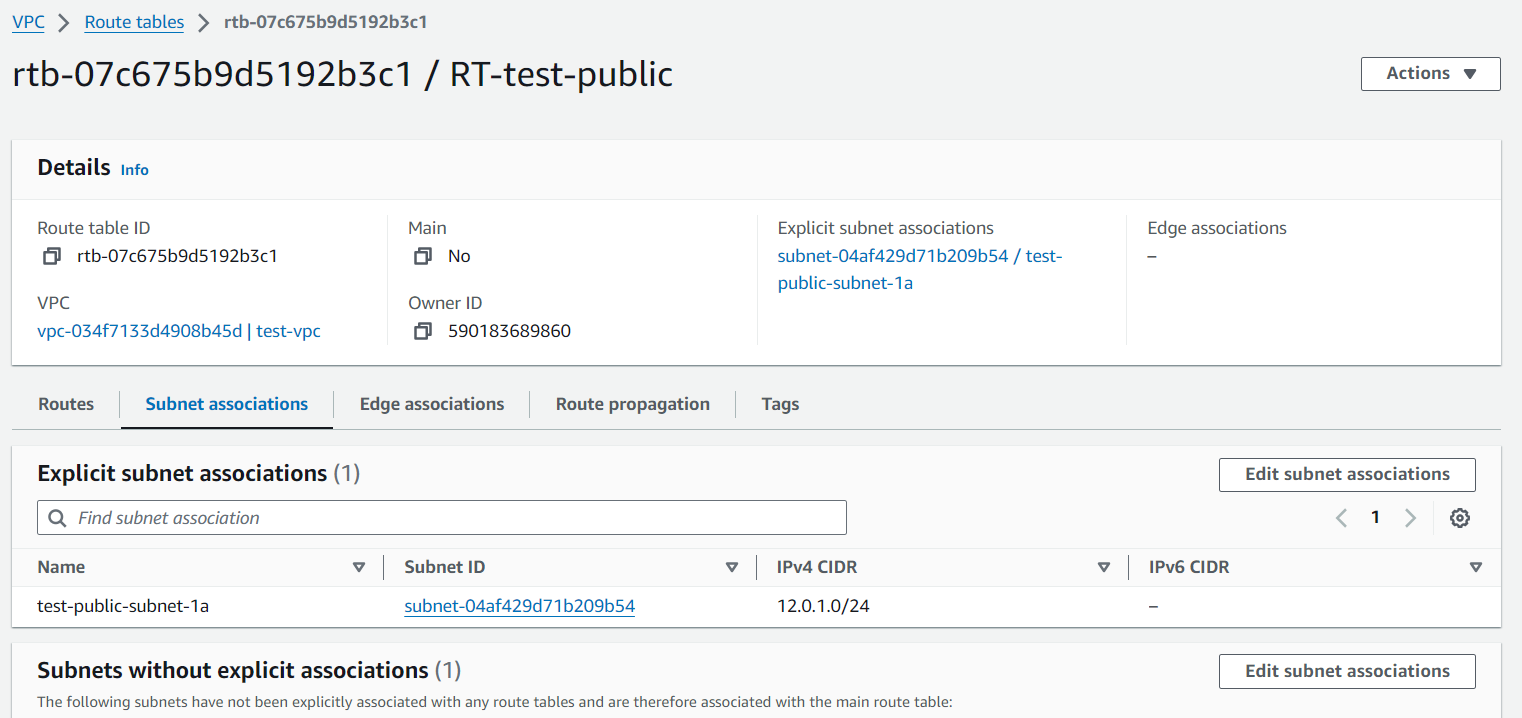 VPC > Route tables > rtb-07c675b9d5192b3c1
rtb-07c675b9d5192b3c1 / RT-test-public
Actions
Details Info
Route table ID
rtb-07c675b9d5192b3c1
Main
No
Explicit subnet associations
subnet-04af429d71b209b54 / test-
public-subnet-1a
Edge associations
–
VPC
vpc-034f7133d4908b45d | test-vpc
Owner ID
590183689860
Routes
Subnet associations
Edge associations
Route propagation
Tags
Explicit subnet associations (1)
Edit subnet associations
Find subnet association
1
Name Subnet ID IPv4 CIDR IPv6 CIDR
test-public-subnet-1a subnet-04af429d71b209b54 12.0.1.0/24 –
Subnets without explicit associations (1)
Edit subnet associations
The following subnets have not been explicitly associated with any route tables and are therefore associated with the main route table: